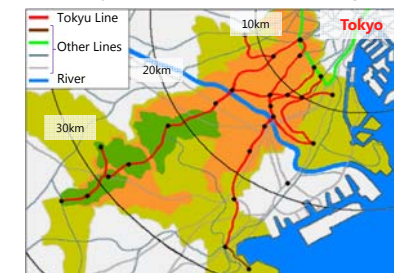 Tokyu Line
Other Lines
River
10km
Tokyo
20km
30km